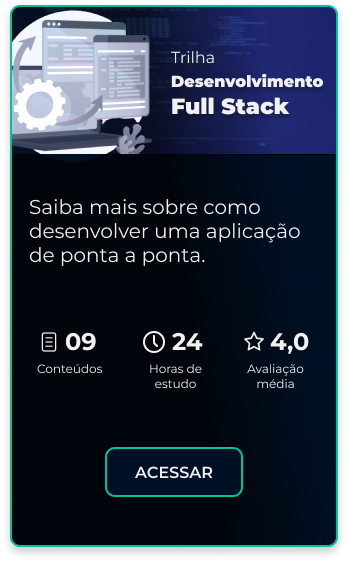 Trilha
Desenvolvimento
Full Stack
Saiba mais sobre como
desenvolver uma aplicação
de ponta a ponta.
09
Conteúdos
24
Horas de
estudo
4,0
Avaliação
média
ACESSAR